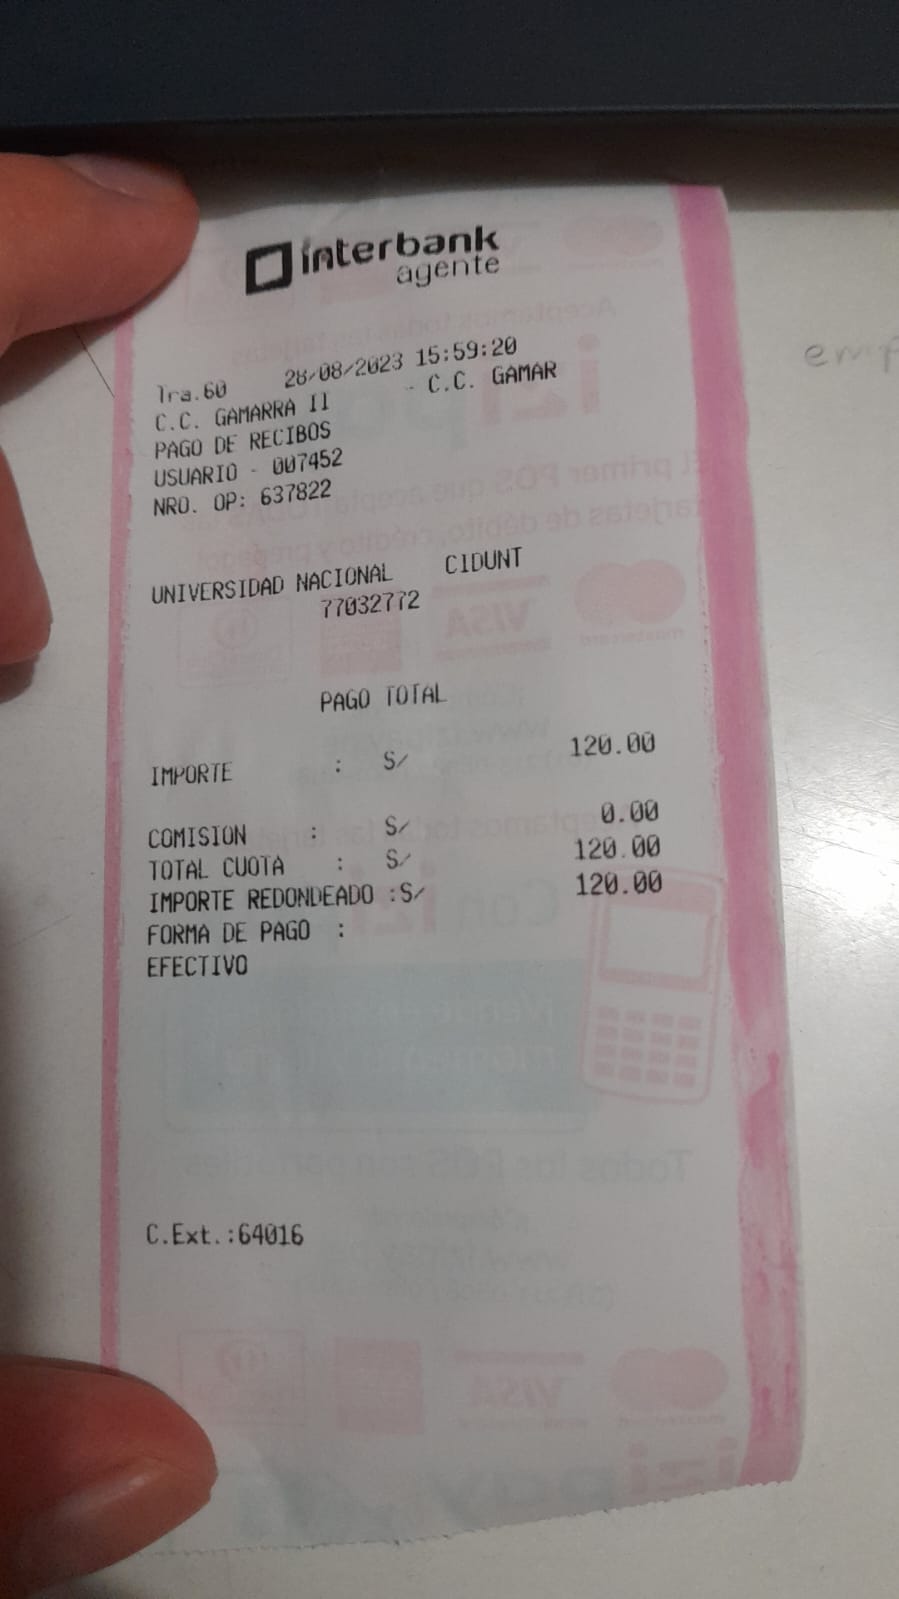 interbank
agente
Tra.60 28/08/2023 15:59:20
C.C. GAMARRA II - C.C. GAMAR
PAGO DE RECIBOS
USUARIO - 007452
NRO. OP: 637822
UNIVERSIDAD NACIONAL CIDUNT
77032772
PAGO TOTAL
IMPORTE : S/ 120.00
COMISION : S/ 0.00
TOTAL CUOTA : S/ 120.00
IMPORTE REDONDEADO :S/ 120.00
FORMA DE PAGO :
EFECTIVO
C.Ext.:64016